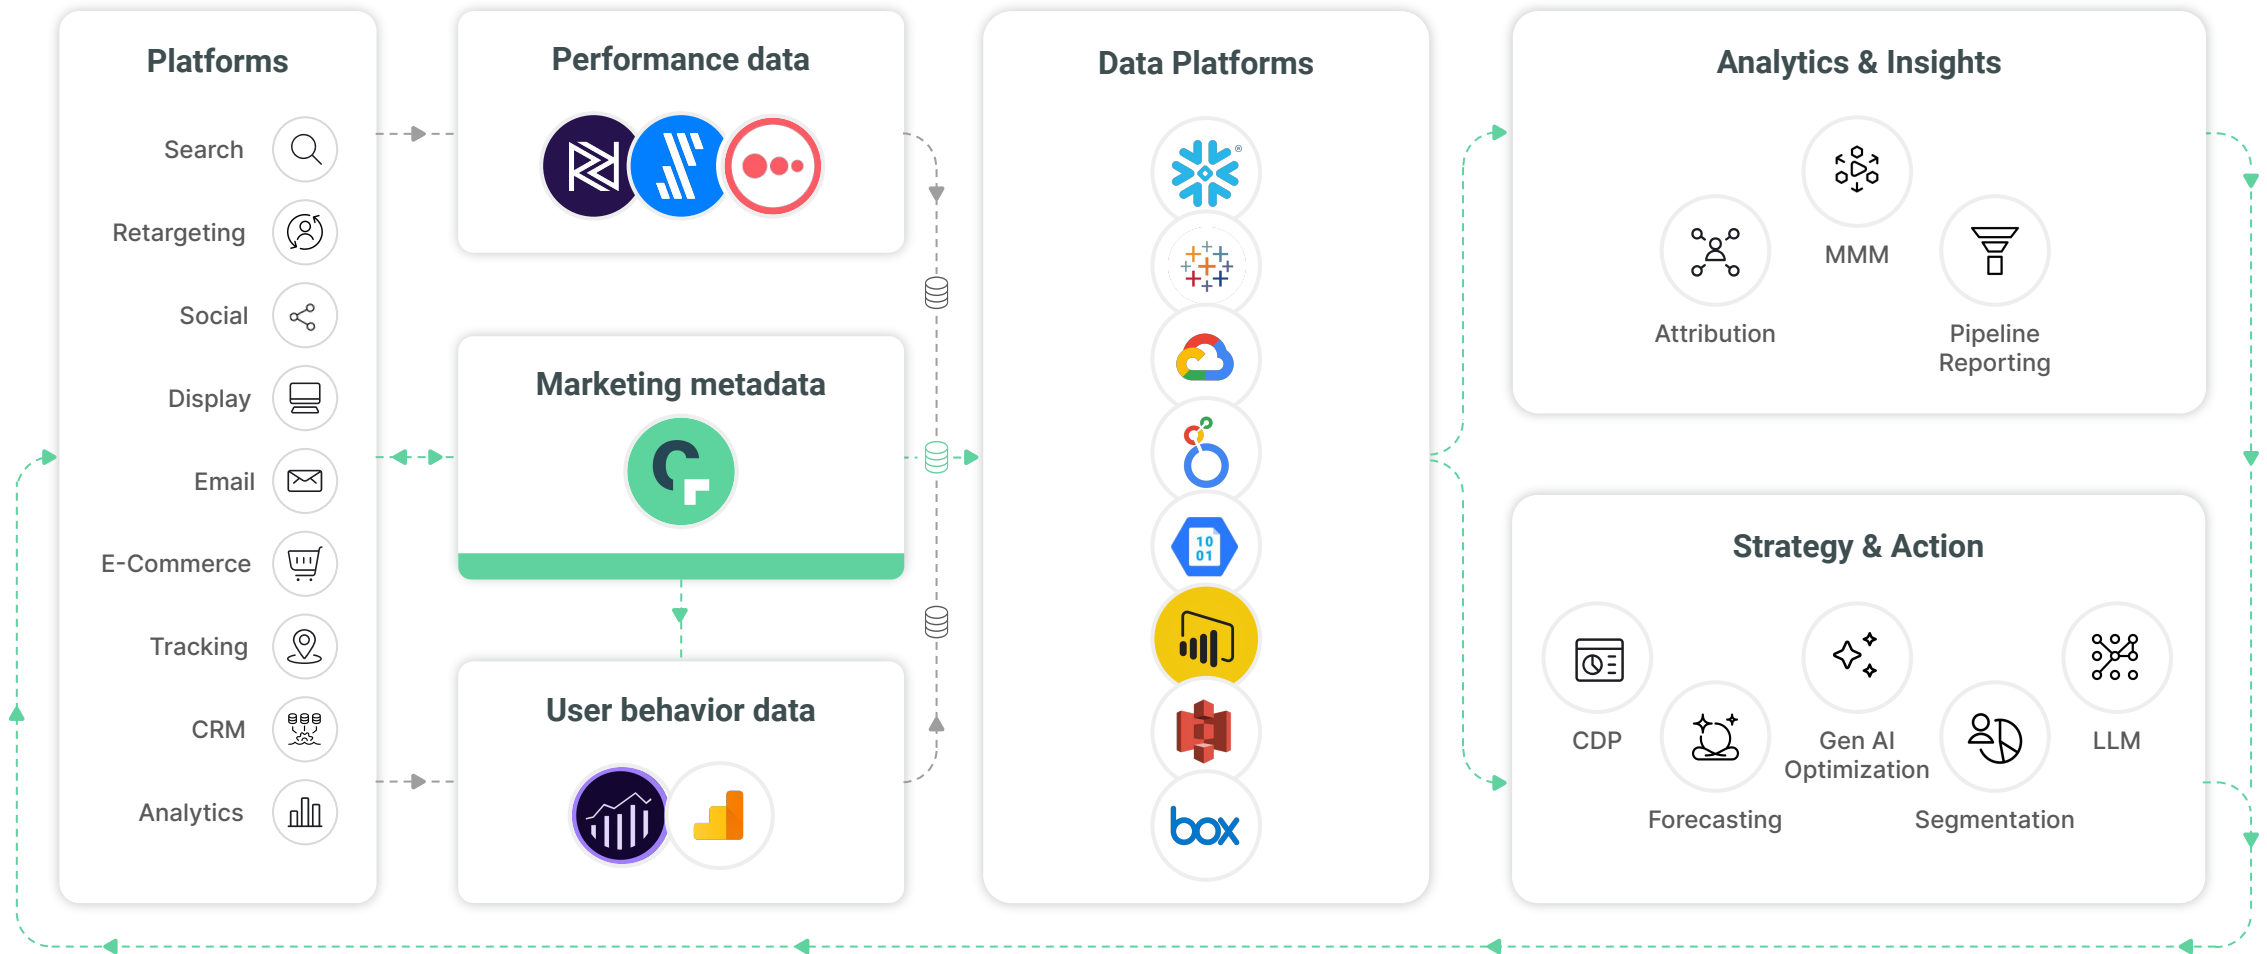 Platforms
Search
Retargeting
Social
Display
Email
E-Commerce
Tracking
CRM
Analytics
Performance data
Marketing metadata
User behavior data
Data Platforms
®
10
01
box
Analytics & Insights
Attribution
MMM
Pipeline
Reporting
Strategy & Action
CDP
Forecasting
Gen AI
Optimization
Segmentation
LLM